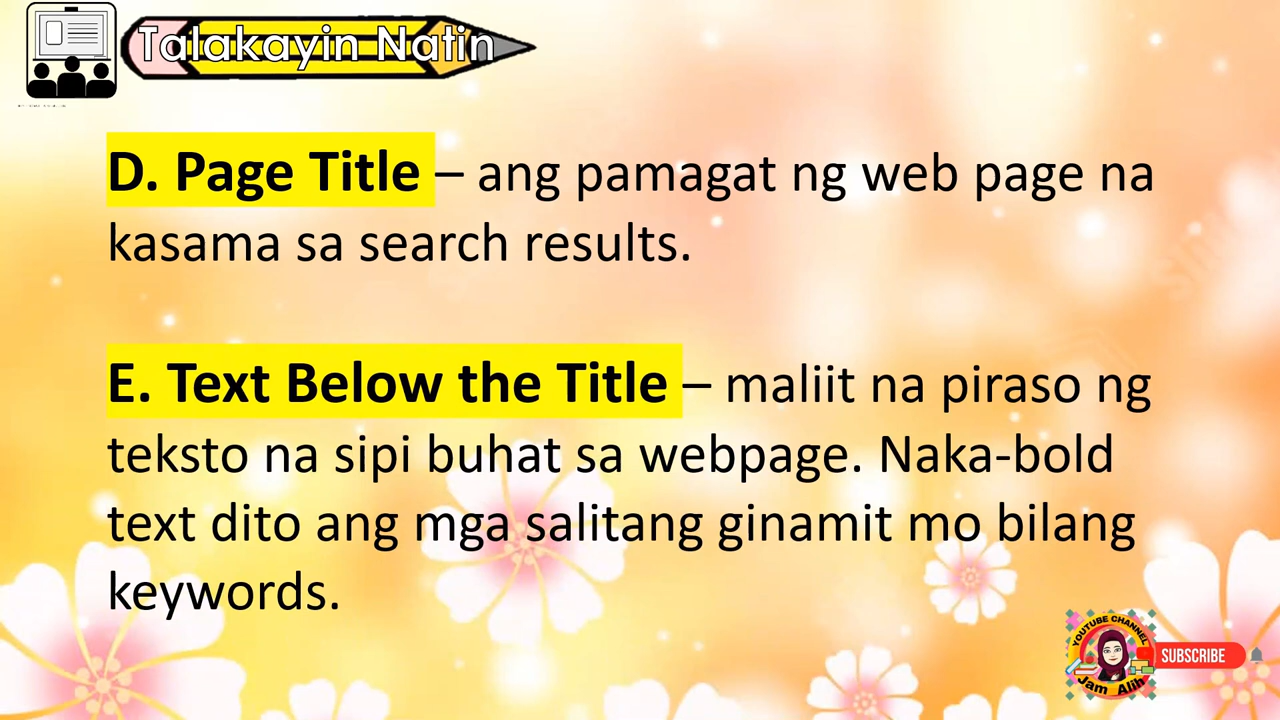 Talakayin Natin
D. Page Title – ang pamagat ng web page na
kasama sa search results.
E. Text Below the Title – maliit na piraso ng
teksto na sipi buhat sa webpage. Naka-bold
text dito ang mga salitang ginamit mo bilang
keywords.
YOUTUBE CHANNEL
Jam Alih
SUBSCRIBE